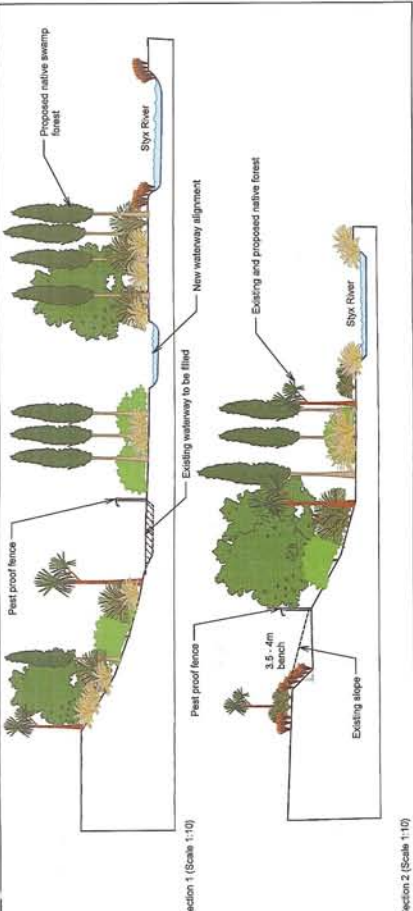 Proposed native swamp
forest
Styx River
New waterway alignment
Existing waterway to be filled
Pest proof fence
ection 1 (Scale 1:10)
Existing and proposed native forest
Styx River
Pest proof fence
3.5 - 4m
bench
Existing slope
ection 2 (Scale 1:10)